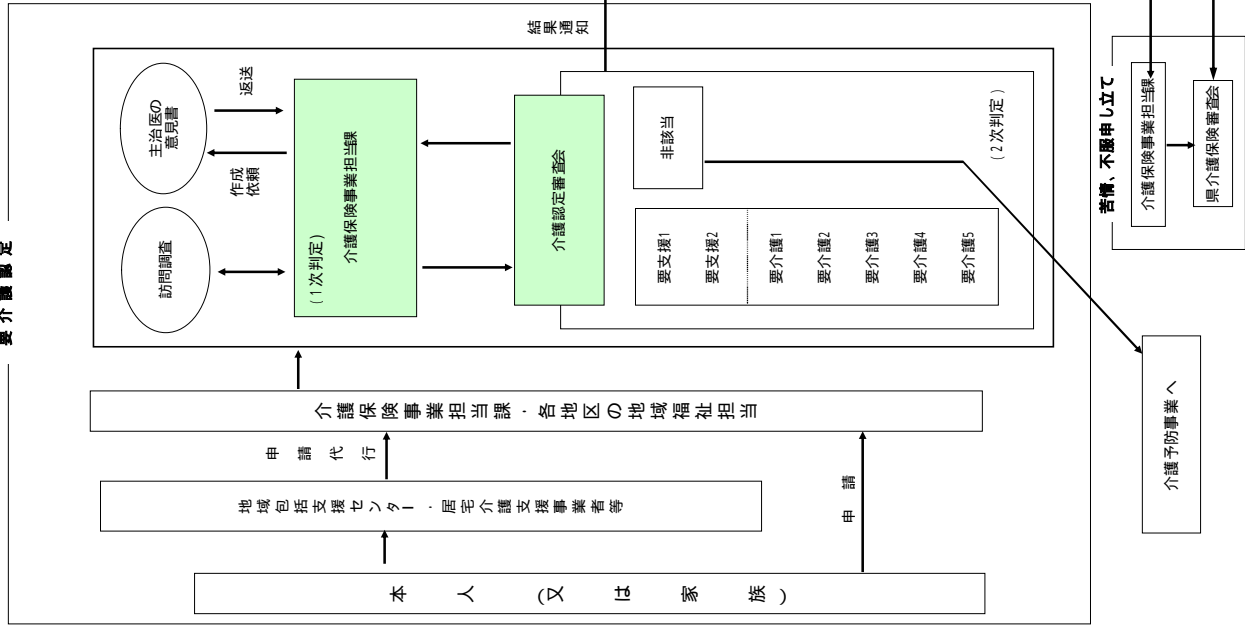 要介護認定
本人(又は家族)
地域包括支援センター・居宅介護支援事業者等
申請代行
申請
介護保険事業担当課・各地区の地域福祉担当
訪問調査
主治医の
意見書
作成
依頼
返送
(1次判定)
介護保険事業担当課
介護認定審査会
要支援1
要支援2
要介護1
要介護2
要介護3
要介護4
要介護5
非該当
(2次判定)
結果通知
介護予防事業へ
苦情、不服申し立て
介護保険事業担当課
県介護保険審査会